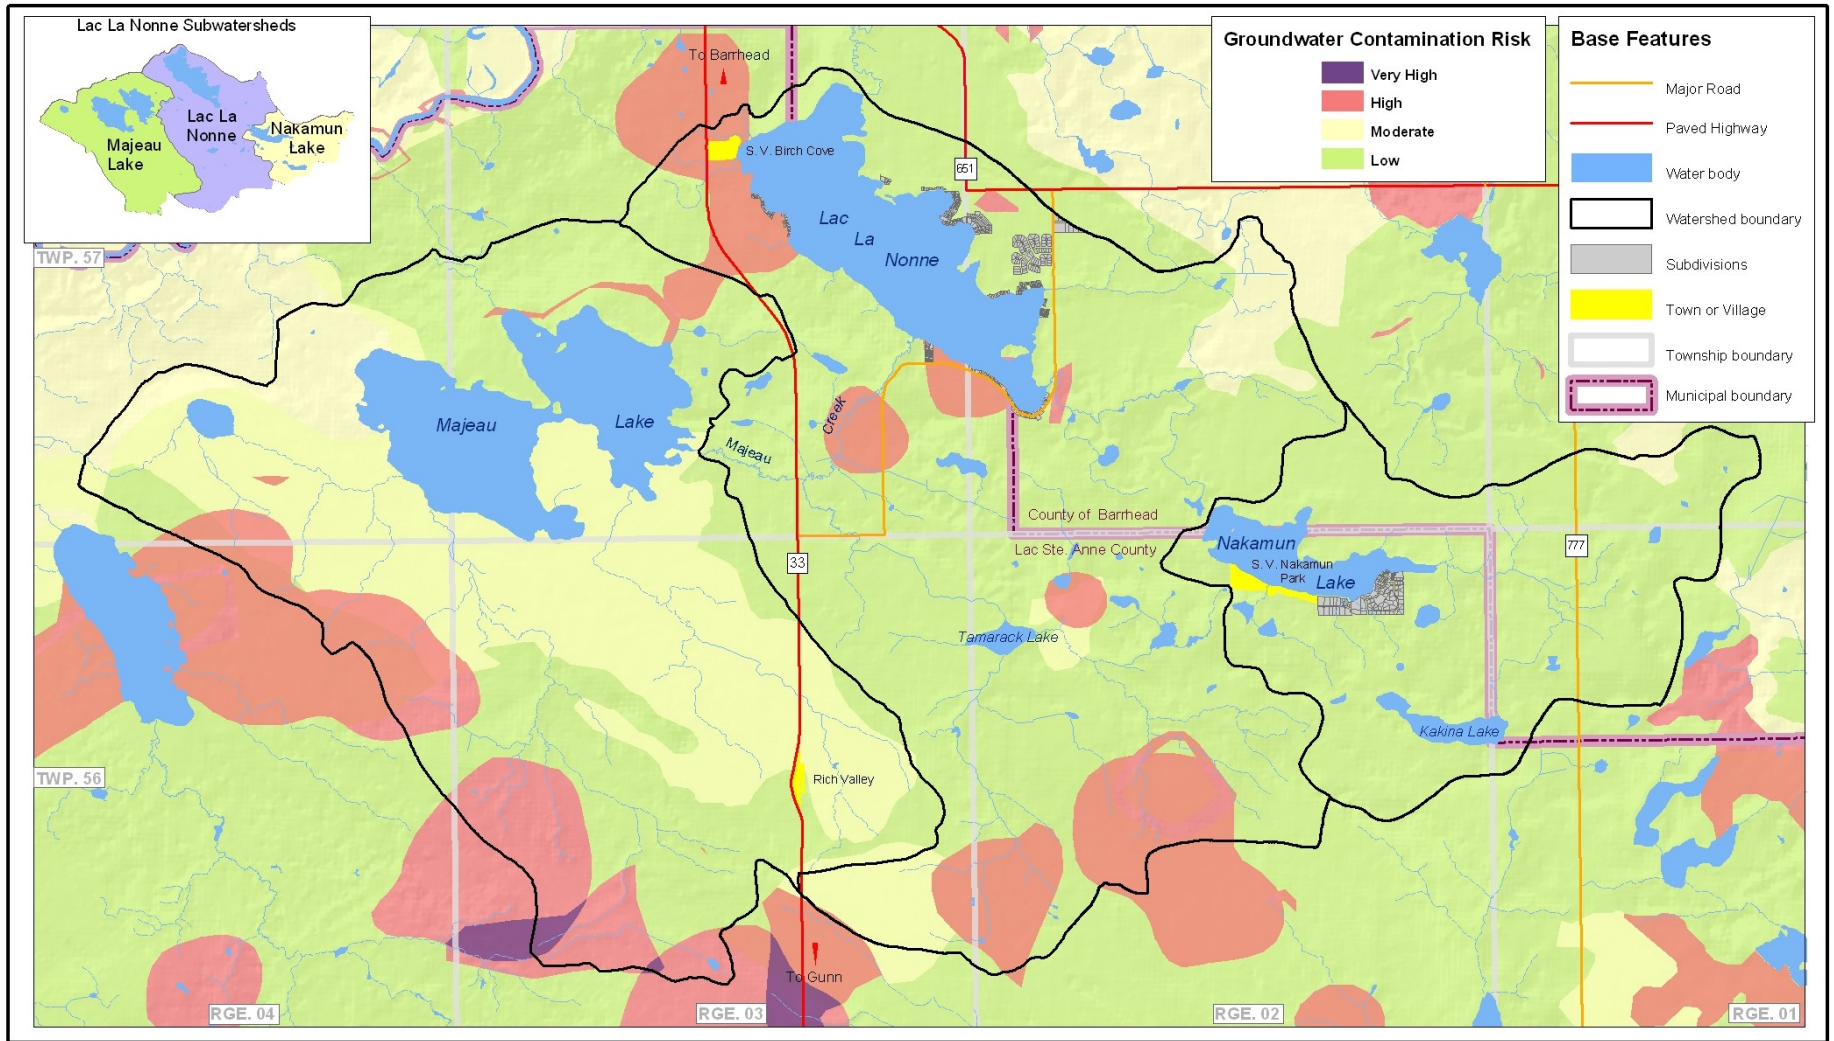 Lac La Nonne Subwatersheds
Lac La
Nonne
Nakamun
Lake
Majeau
Lake
Groundwater Contamination Risk
Very High
High
Moderate
Low
Base Features
Major Road
Paved Highway
Water body
Watershed boundary
Subdivisions
Town or Village
Township boundary
Municipal boundary
To Barrhead
S. V. Birch Cove
651
Lac
La
Nonne
TWP. 57
Majeau
Lake
Creek
Majeau
County of Barrhead
Lac Ste. Anne County
Nakamun
S. V. Nakamun
Park
Lake
33
777
Tamarack Lake
Kakina Lake
TWP. 56
Rich Valley
To Gunn
RGE. 04
RGE. 03
RGE. 02
RGE. 01